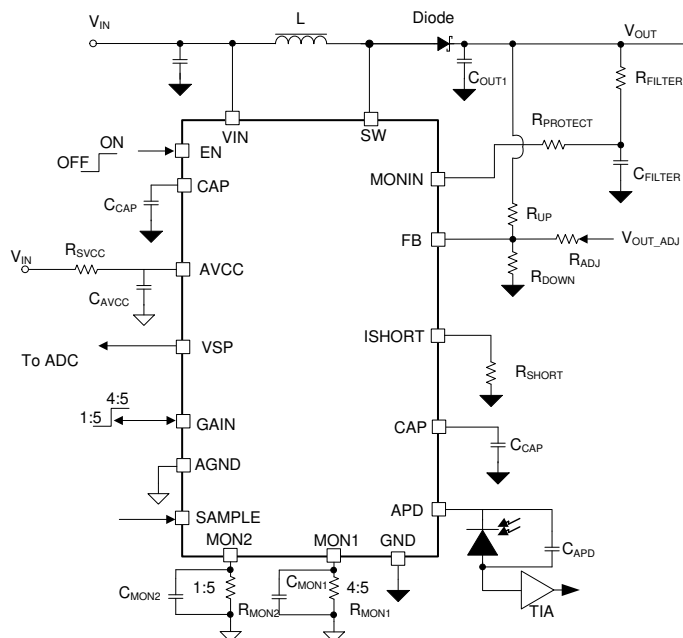 VIN
L
Diode
VOUT
COUT1
RFILTER
RPROTECT
CFILTER
VIN
SW
ON
OFF
EN
CAP
CCAP
MONIN
RUP
FB
VOUT_ADJ
RADJ
RDOWN
VIN
RSVCC
AVCC
CAVCC
ISHORT
RSHORT
VSP
To ADC
4:5
1:5
GAIN
CAP
CCAP
AGND
APD
SAMPLE
MON2
MON1
GND
CAPD
TIA
CMON2
1:5
RMON2
CMON1
4:5
RMON1